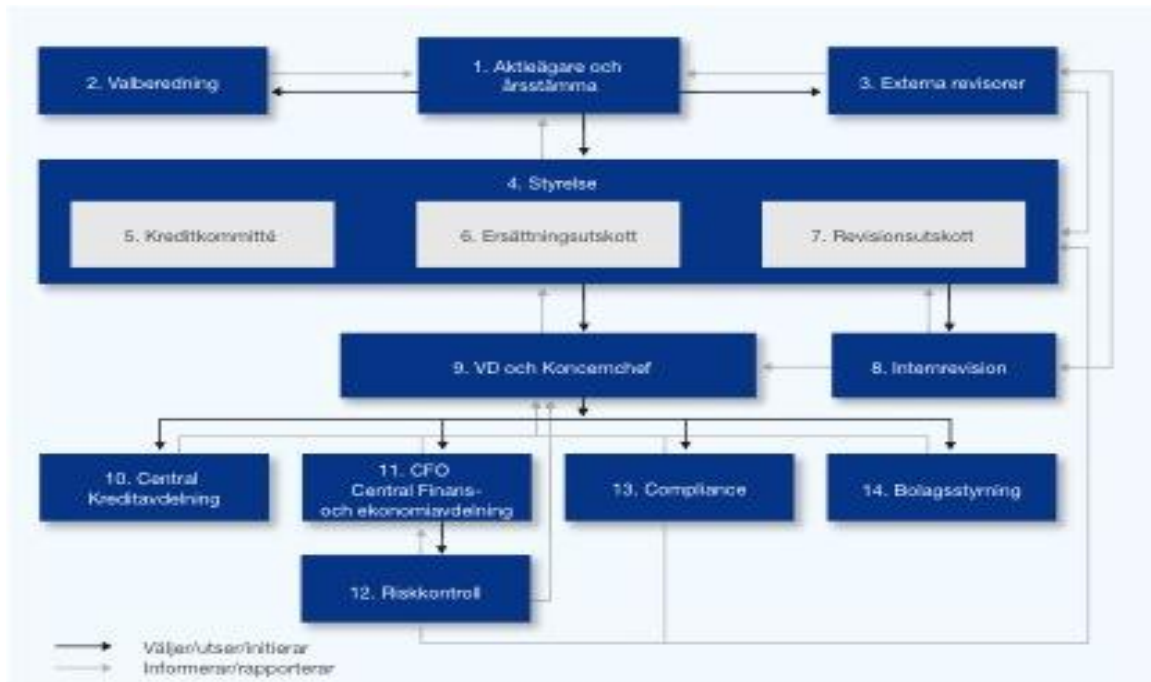 1. Aktieägare och
årsstämma
2. Valberedning
3. Externa revisorer
4. Styrelse
5. Kreditkommitté
6. Ersättningsutskott
7. Revisionsutskott
9. VD och Koncernchef
8. Internrevision
10. Central
Kreditavdelning
11. CFO
Central Finans-
och ekonomiavdelning
13. Compliance
14. Bolagsstyrning
12. Riskkontroll
Väljer/utser/initierar
Informerar/rapporterar